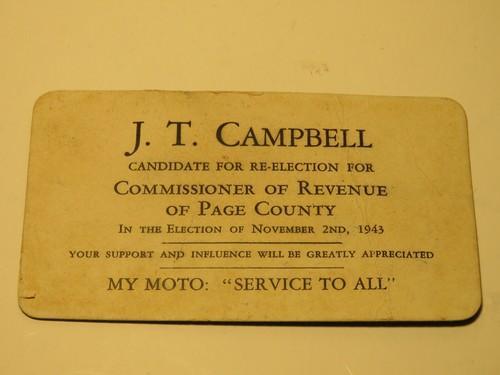 J. T. CAMPBELL
CANDIDATE FOR RE-ELECTION FOR
COMMISSIONER OF REVENUE
OF PAGE COUNTY
IN THE ELECTION OF NOVEMBER 2ND, 1943
YOUR SUPPORT AND INFLUENCE WILL BE GREATLY APPRECIATED
MY MOTO: "SERVICE TO ALL"